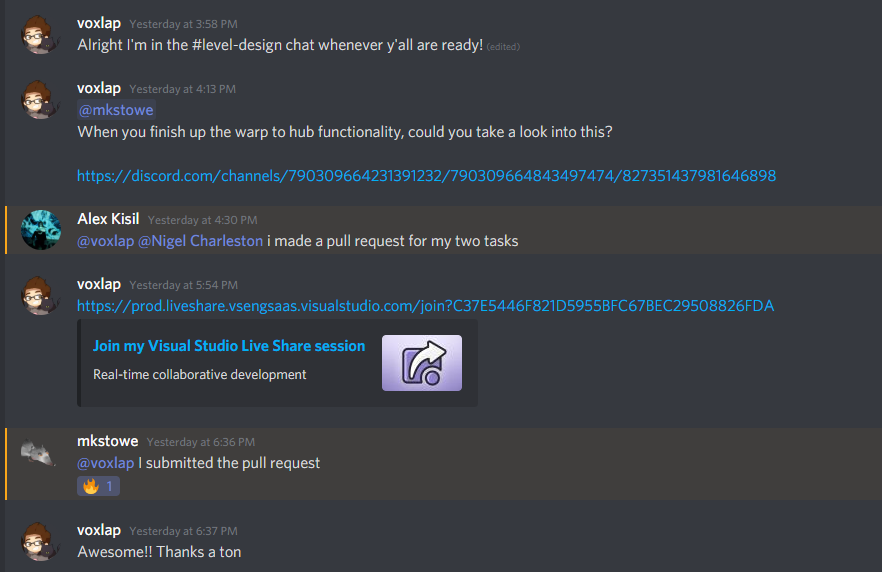 voxlap Yesterday at 3:58 PM
Alright I'm in the #level-design chat whenever y'all are ready! (edited)
voxlap Yesterday at 4:13 PM
@mkstowe
When you finish up the warp to hub functionality, could you take a look into this?
https://discord.com/channels/790309664231391232/790309664843497474/827351437981646898
Alex Kisil Yesterday at 4:30 PM
@voxlap @Nigel Charleston i made a pull request for my two tasks
voxlap Yesterday at 5:54 PM
https://prod.liveshare.vsengsaas.visualstudio.com/join?C37E5446F821D5955BFC67BEC29508826FDA
Join my Visual Studio Live Share session
Real-time collaborative development
mkstowe Yesterday at 6:36 PM
@voxlap I submitted the pull request
🔥 1
voxlap Yesterday at 6:37 PM
Awesome!! Thanks a ton